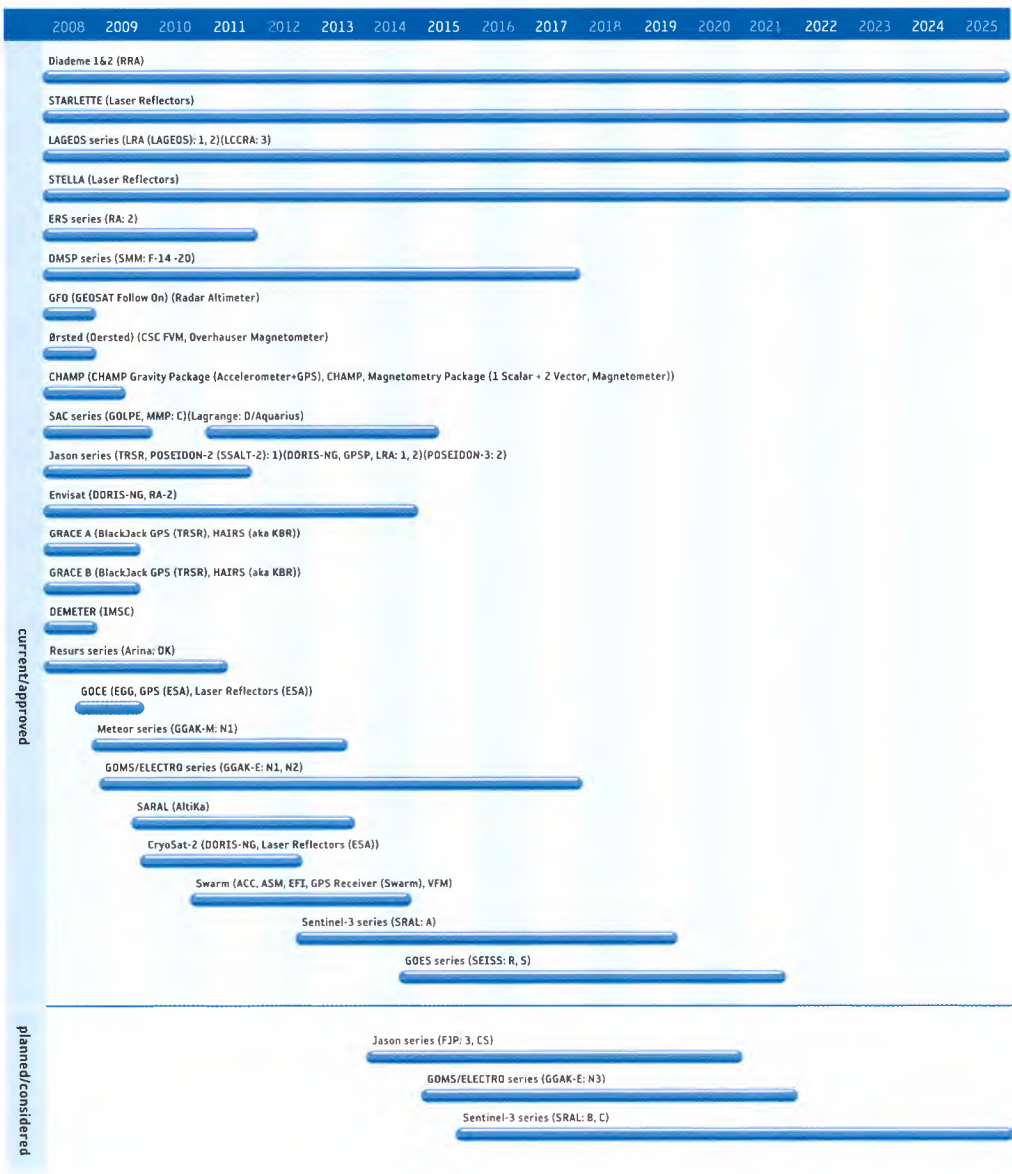 2008 2009 2010 2011 2012 2013 2014 2015 2016 2017 2018 2019 2020 2021 2022 2023 2024 2025
Diademe 1&2 (RRA)
STARLETTE (Laser Reflectors)
LAGEOS series (LRA (LAGEOS): 1, 2)(LCCRA: 3)
STELLA (Laser Reflectors)
ERS series (RA: 2)
DMSP series (SMM: F-14 -20)
GFO (GEOSAT Follow On) (Radar Altimeter)
Ørsted (Oersted) (CSC FVM, Overhauser Magnetometer)
CHAMP (CHAMP Gravity Package (Accelerometer+GPS), CHAMP, Magnetometry Package (1 Scalar + 2 Vector, Magnetometer))
SAC series (GOLPE, MMP: C)(Lagrange: D/Aquarius)
Jason series (TRSR, POSEIDON-2 (SSALT-2): 1)(DORIS-NG, GPSP, LRA: 1, 2)(POSEIDON-3: 2)
Envisat (DORIS-NG, RA-2)
GRACE A (BlackJack GPS (TRSR), HAIRS (aka KBR))
GRACE B (BlackJack GPS (TRSR), HAIRS (aka KBR))
DEMETER (IMSC)
Resurs series (Arina: DK)
GOCE (EGG, GPS (ESA), Laser Reflectors (ESA))
Meteor series (GGAK-M: N1)
GOMS/ELECTRO series (GGAK-E: N1, N2)
SARAL (AltiKa)
CryoSat-2 (DORIS-NG, Laser Reflectors (ESA))
Swarm (ACC, ASM, EFI, GPS Receiver (Swarm), VFM)
Sentinel-3 series (SRAL: A)
GOES series (SEISS: R, S)
current/approved
Jason series (FJP: 3, CS)
GOMS/ELECTRO series (GGAK-E: N3)
Sentinel-3 series (SRAL: B, C)
planned/considered